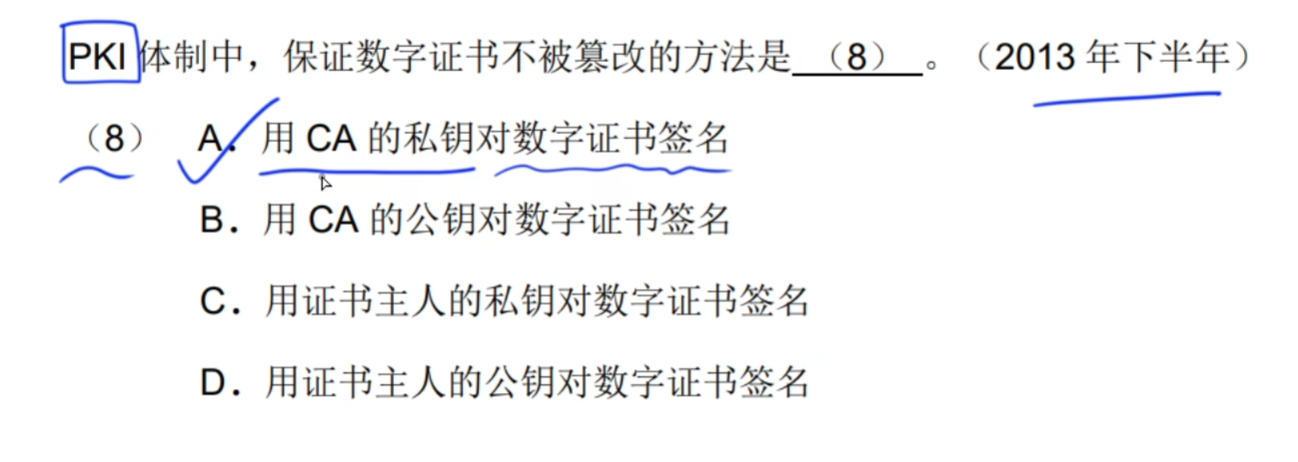 PKI 体制中，保证数字证书不被篡改的方法是 （8） 。（2013 年下半年）
（8） A．用 CA 的私钥对数字证书签名
B．用 CA 的公钥对数字证书签名
C．用证书主人的私钥对数字证书签名
D．用证书主人的公钥对数字证书签名